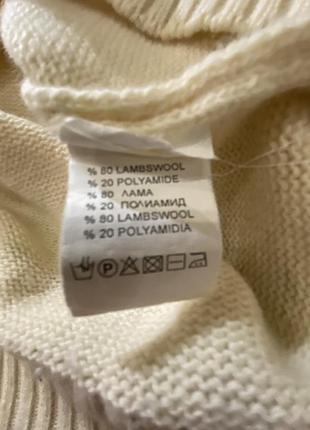 % 80 LAMBSWOOL
% 20 POLYAMIDE
% 80 ЛАМА
% 20 ПОЛИАМИД
% 80 LAMBSWOOL
% 20 POLYAMIDIA
P